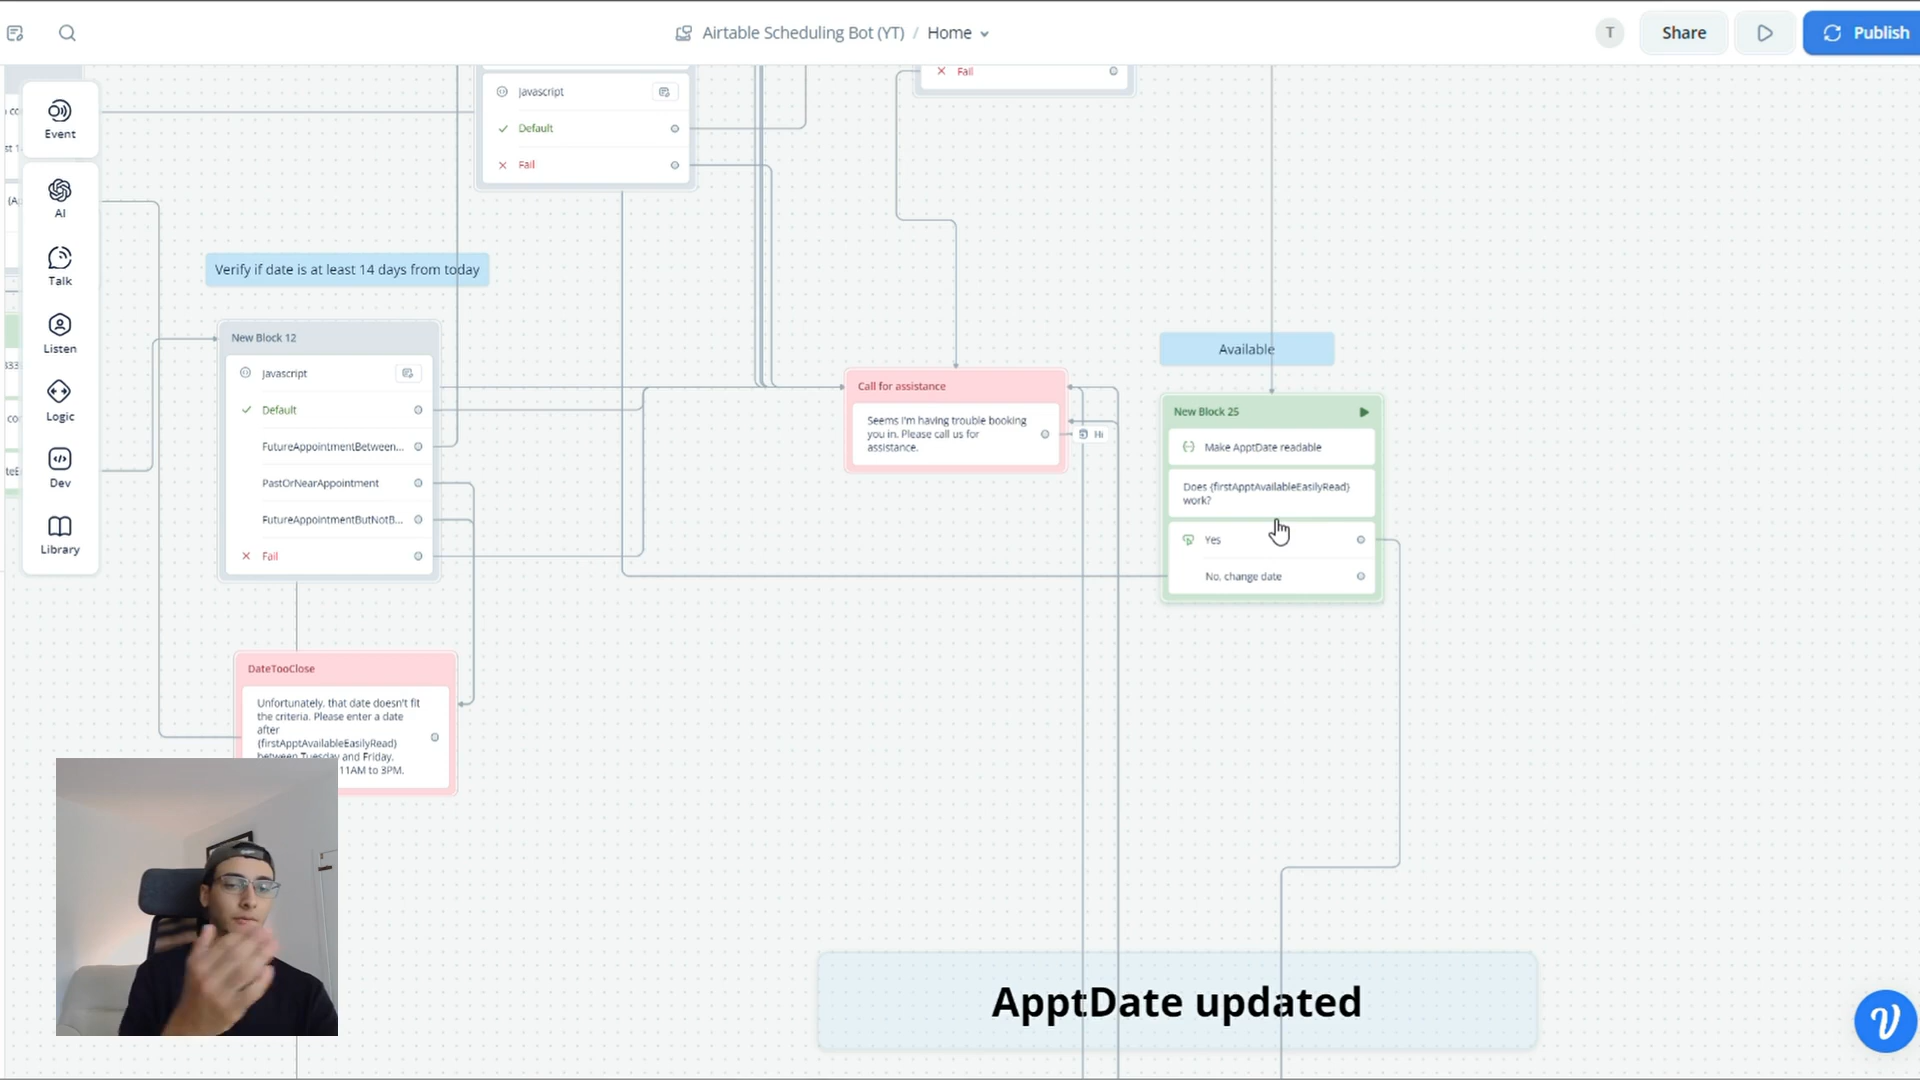 Airtable Scheduling Bot (YT) / Home
T
Share
Publish
Event
AI
Talk
Listen
Logic
Dev
Library
Javascript
Default
Fail
Fail
Verify if date is at least 14 days from today
New Block 12
Javascript
Default
FutureAppointmentBetween...
PastOrNearAppointment
FutureAppointmentButNotB...
Fail
DateTooClose
Unfortunately, that date doesn't fit
the criteria. Please enter a date
after
{firstApptAvailableEasilyRead}
between Tuesday and Friday.
11AM to 3PM.
Call for assistance
Seems I'm having trouble booking
you in. Please call us for
assistance.
Hi
Available
New Block 25
Make ApptDate readable
Does {firstApptAvailableEasilyRead}
work?
Yes
No, change date
ApptDate updated